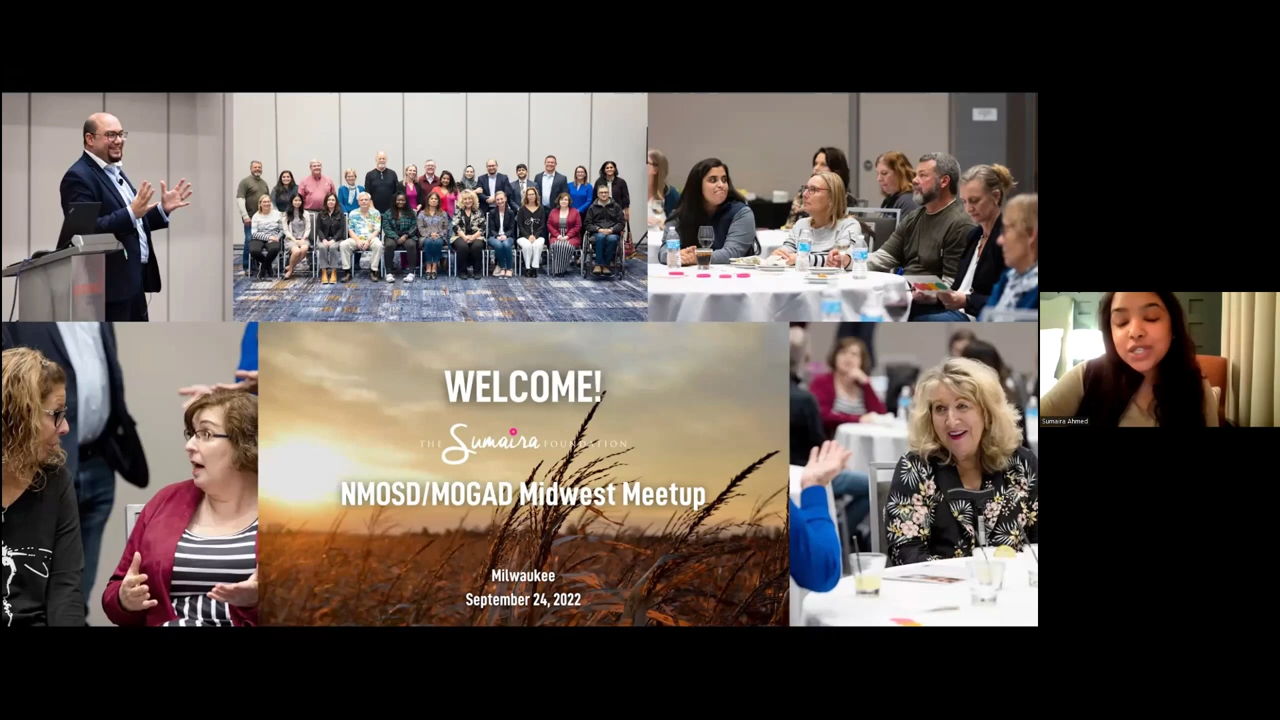 WELCOME!
THE Sumaira FOUNDATION
NMOSD/MOGAD Midwest Meetup
Milwaukee
September 24, 2022
Sumaira Ahmed